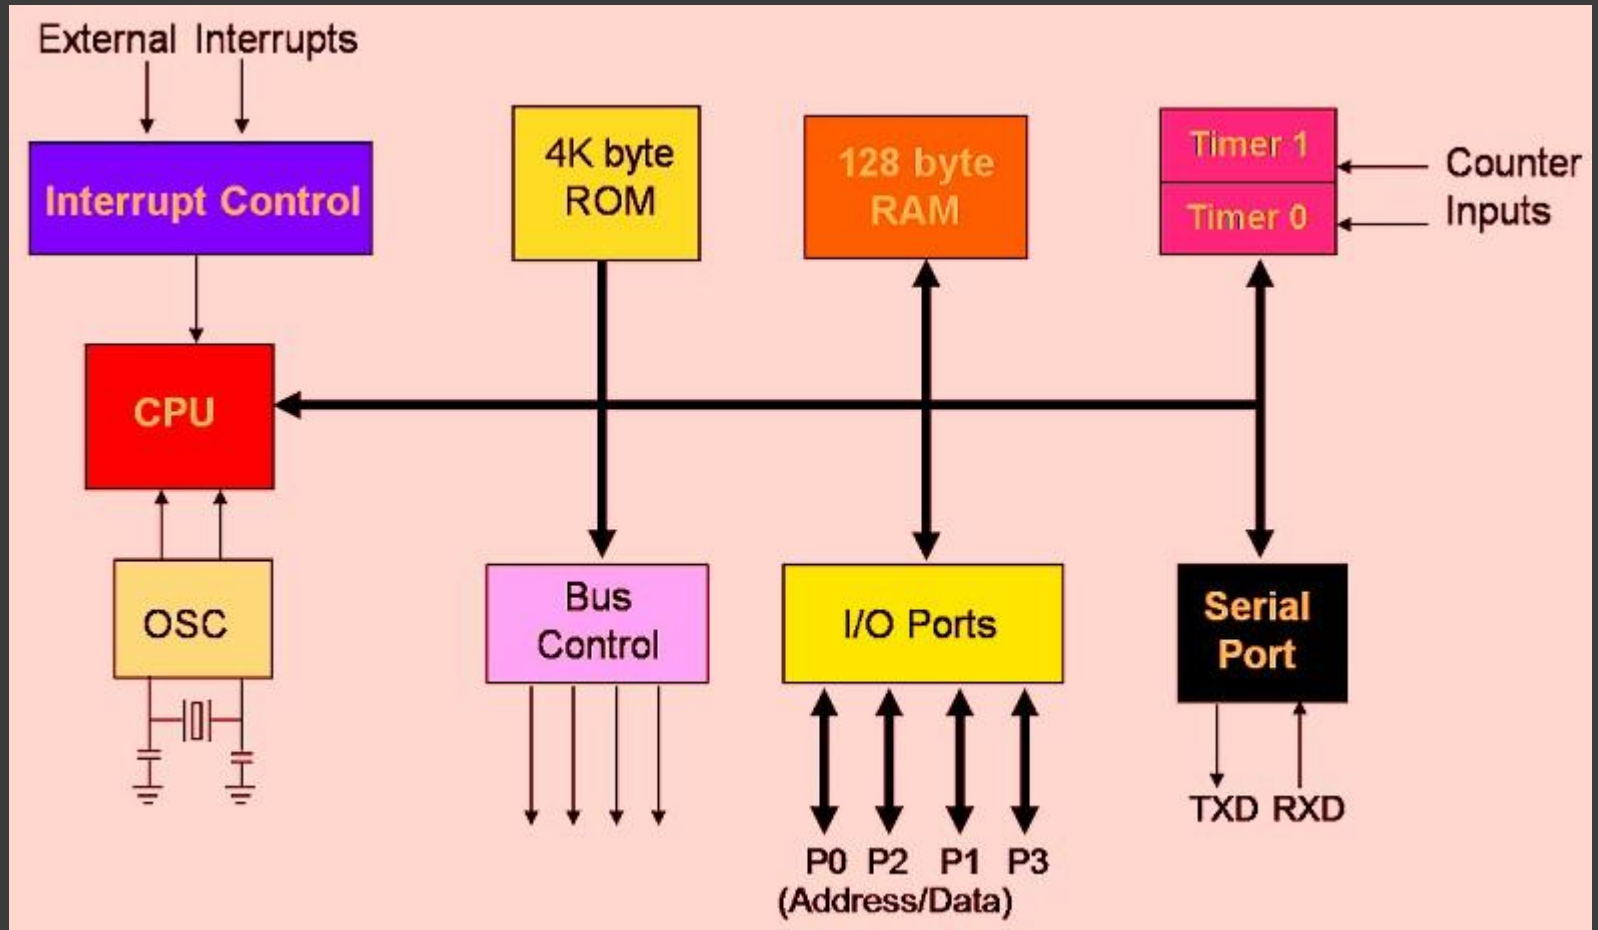 External Interrupts
Interrupt Control
4K byte
ROM
128 byte
RAM
Timer 1
Timer 0
Counter
Inputs
CPU
OSC
Bus
Control
I/O Ports
Serial
Port
TXD RXD
P0 P2 P1 P3
(Address/Data)